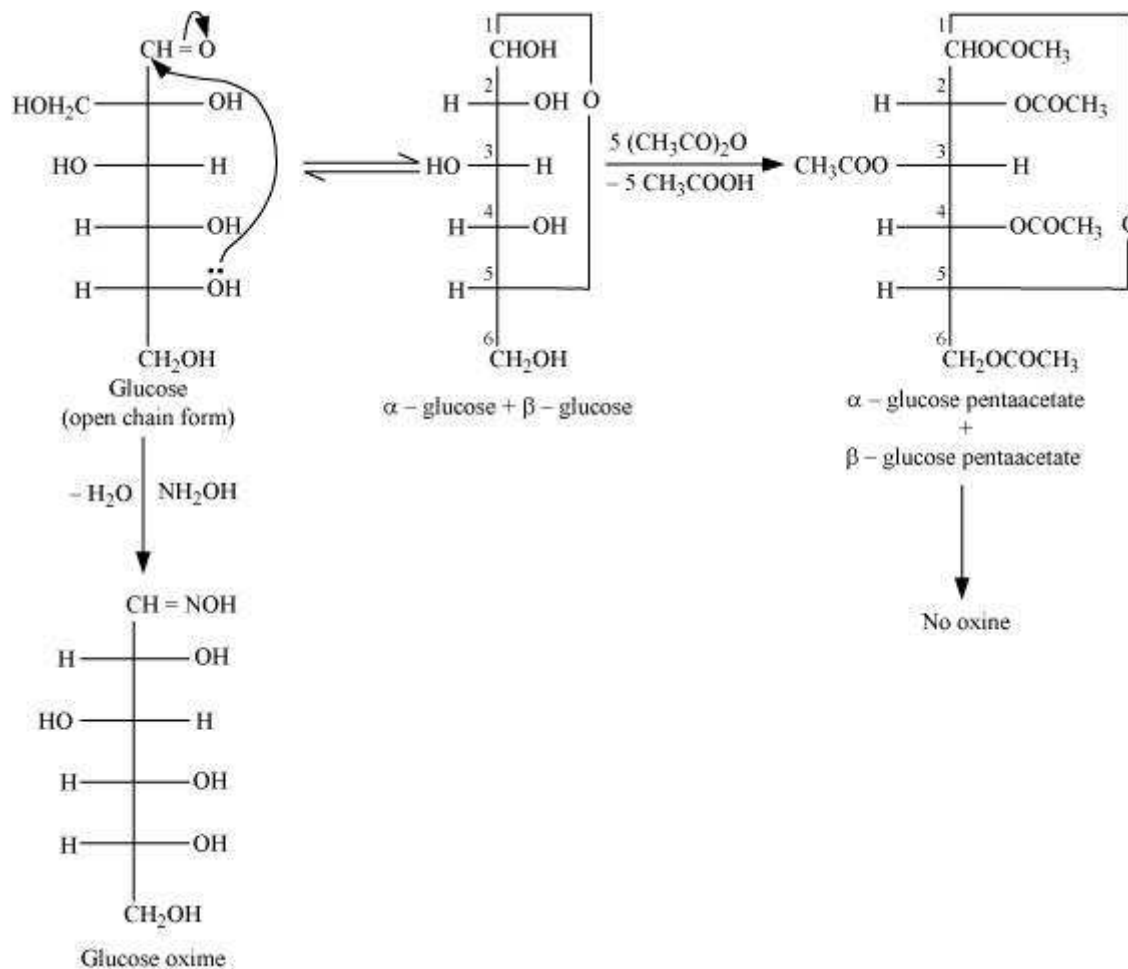 CH = O
HOH₂C OH
HO H
H OH
H ÖH
CH₂OH
Glucose
(open chain form)
1
CHOH
2
H OH O
3
HO H
4
H OH
5
H
6
CH₂OH
α – glucose + β – glucose
5 (CH₃CO)₂O
– 5 CH₃COOH
1
CHOCOCH₃
2
H OCOCH₃
3
CH₃COO H
4
H OCOCH₃
5
H
6
CH₂OCOCH₃
α – glucose pentaacetate
+
β – glucose pentaacetate
No oxine
– H₂O NH₂OH
CH = NOH
H OH
HO H
H OH
H OH
CH₂OH
Glucose oxime